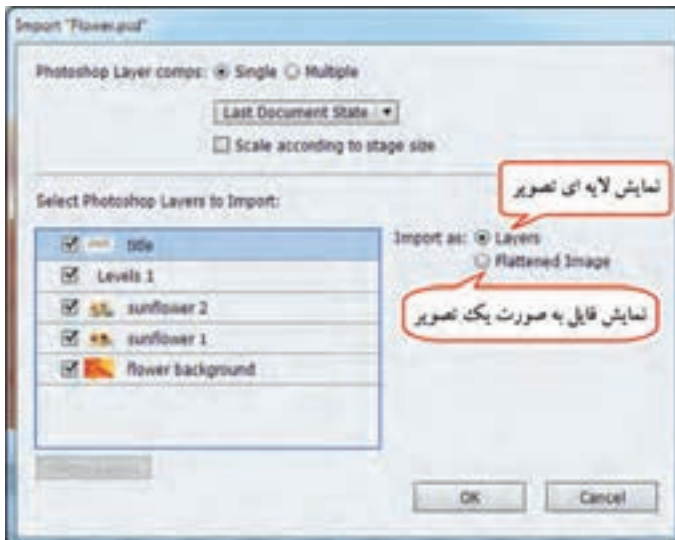 Import "Flower.psd"
Photoshop Layer comps: Single Multiple
Last Document State
Scale according to stage size
نمایش لایه ای تصویر
Select Photoshop Layers to Import:
Import as: Layers
Flattened Image
title
Levels 1
sunflower 2
sunflower 1
flower background
نمایش فایل به صورت یک تصویر
OK
Cancel